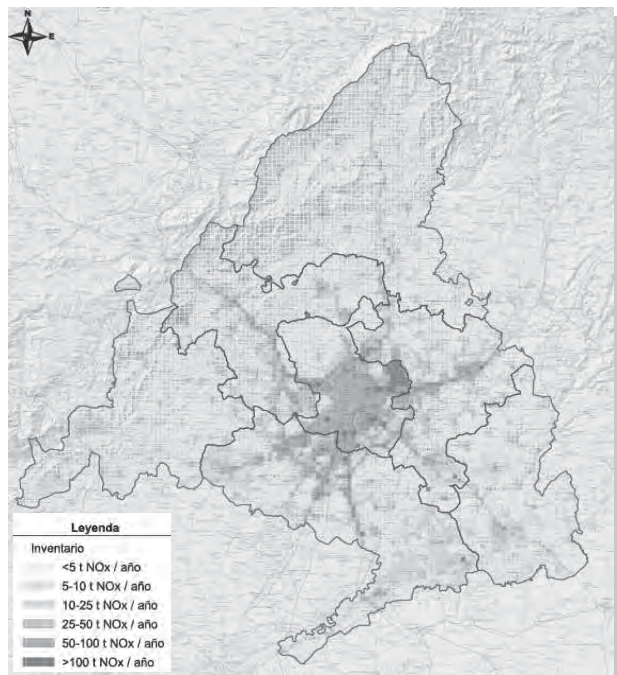 N
E
Leyenda
Inventario
<5 t NOx / año
5-10 t NOx / año
10-25 t NOx / año
25-50 t NOx / año
50-100 t NOx / año
>100 t NOx / año